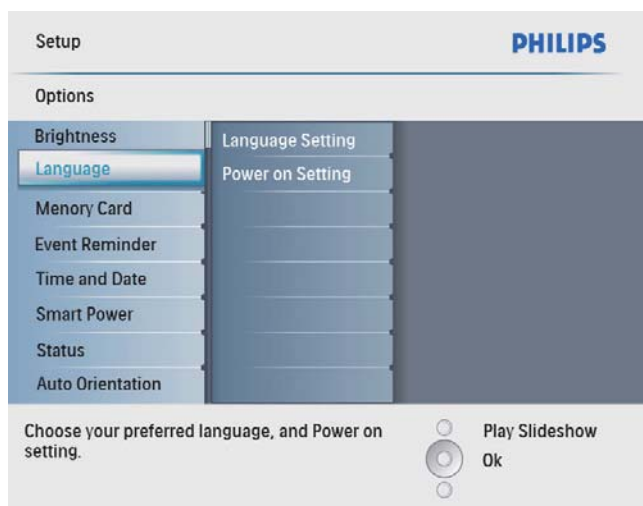 Setup
PHILIPS
Options
Brightness
Language
Menory Card
Event Reminder
Time and Date
Smart Power
Status
Auto Orientation
Language Setting
Power on Setting
Choose your preferred language, and Power on
setting.
Play Slideshow
Ok